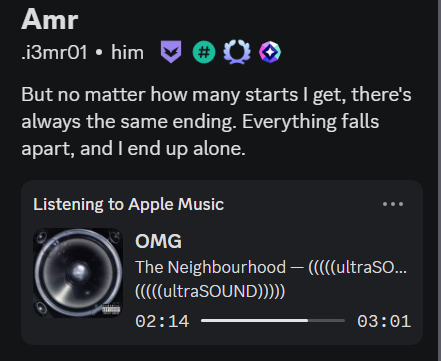 Amr
.i3mr01 • him #
But no matter how many starts I get, there's
always the same ending. Everything falls
apart, and I end up alone.
Listening to Apple Music
OMG
The Neighbourhood — (((((ultraSO...
(((((ultraSOUND)))))
02:14 03:01